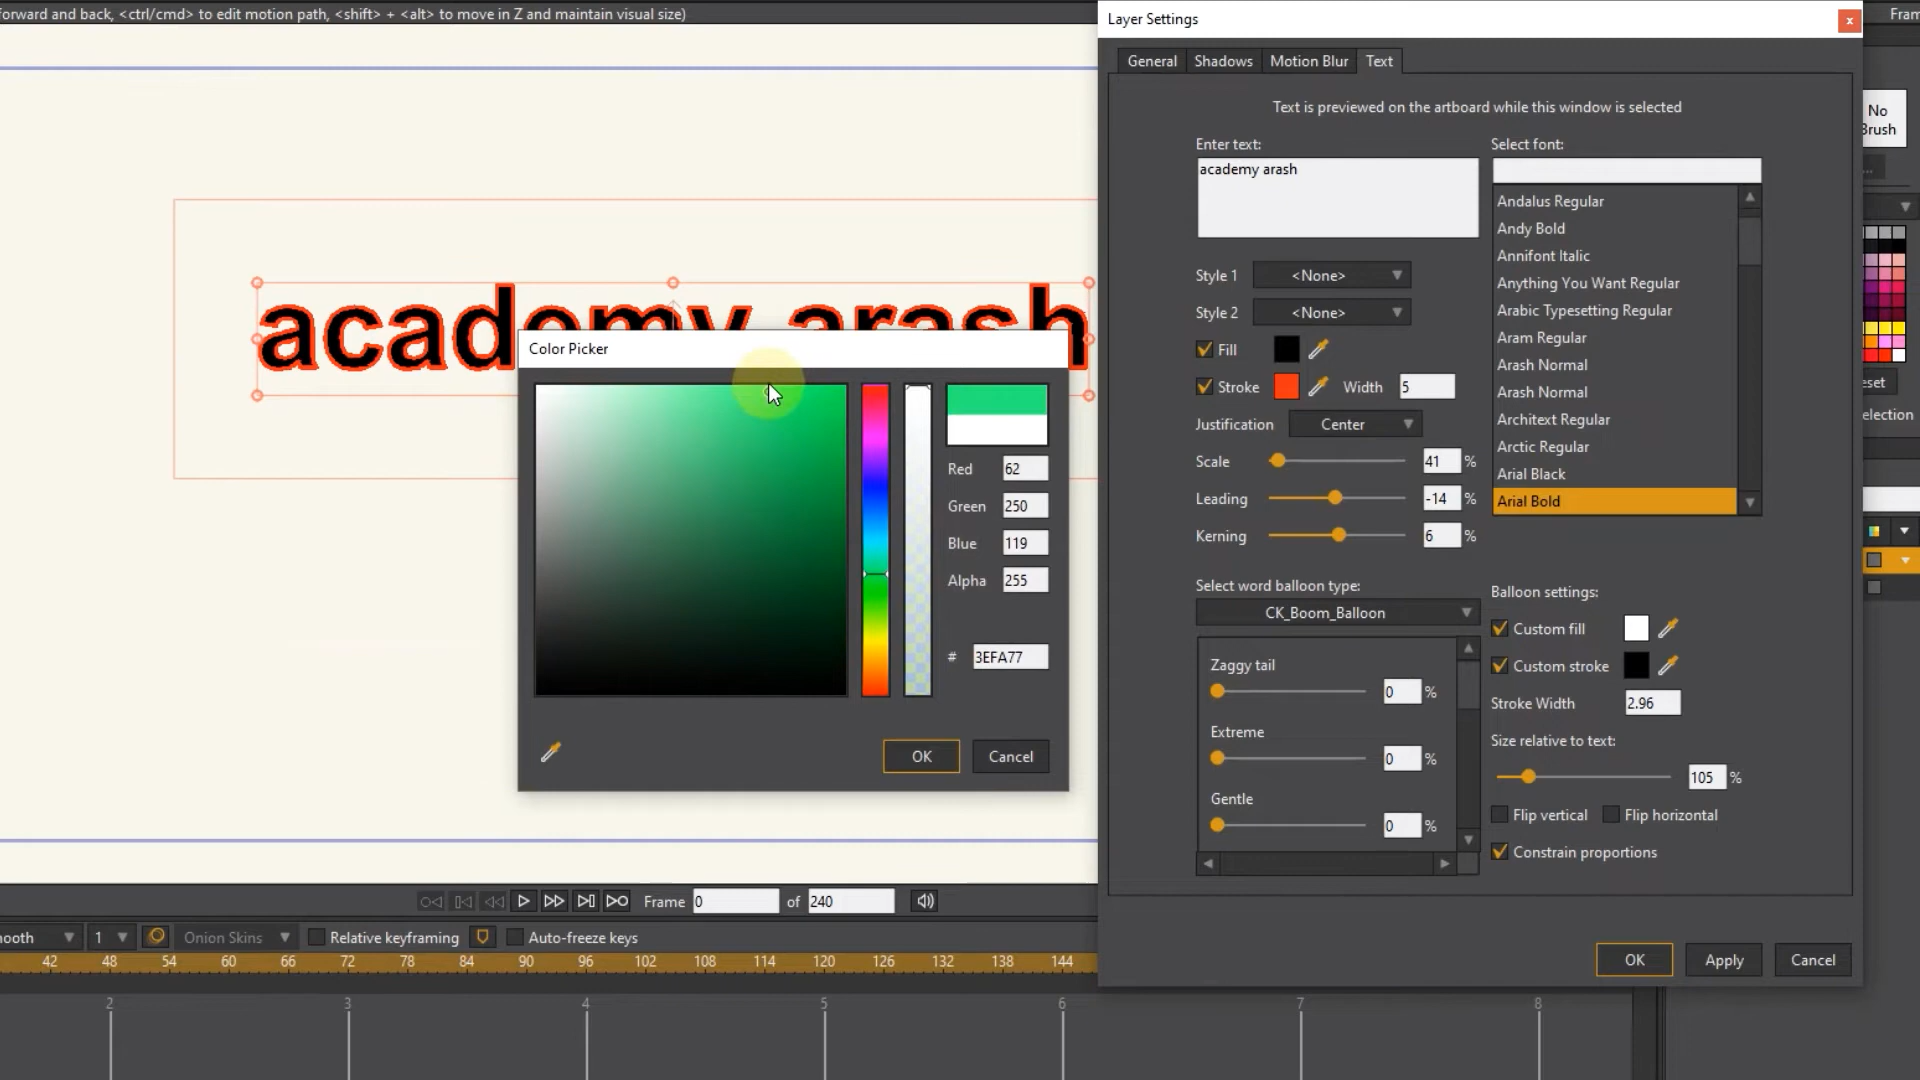 forward and back, <ctrl/cmd> to edit motion path, <shift> + <alt> to move in Z and maintain visual size)
Fram
Layer Settings
x
General Shadows Motion Blur Text
Text is previewed on the artboard while this window is selected
No
Brush
Enter text:
Select font:
academy arash
Andalus Regular
Andy Bold
Annifont Italic
Anything You Want Regular
Arabic Typesetting Regular
Aram Regular
Arash Normal
Arash Normal
Architext Regular
Arctic Regular
Arial Black
Arial Bold
Style 1 <None>
Style 2 <None>
Fill
Stroke Width 5
Justification Center
Scale 41 %
Leading -14 %
Kerning 6 %
eset
election
academy arash
Color Picker
Red 62
Green 250
Blue 119
Alpha 255
# 3EFA77
OK Cancel
Select word balloon type:
CK_Boom_Balloon
Zaggy tail
0 %
Extreme
0 %
Gentle
0 %
Balloon settings:
Custom fill
Custom stroke
Stroke Width 2.96
Size relative to text:
105 %
Flip vertical Flip horizontal
Constrain proportions
OK Apply Cancel
Frame 0 of 240
ooth 1 Onion Skins Relative keyframing Auto-freeze keys
42 48 54 60 66 72 78 84 90 96 102 108 114 120 126 132 138 144
2 3 4 5 6 7 8